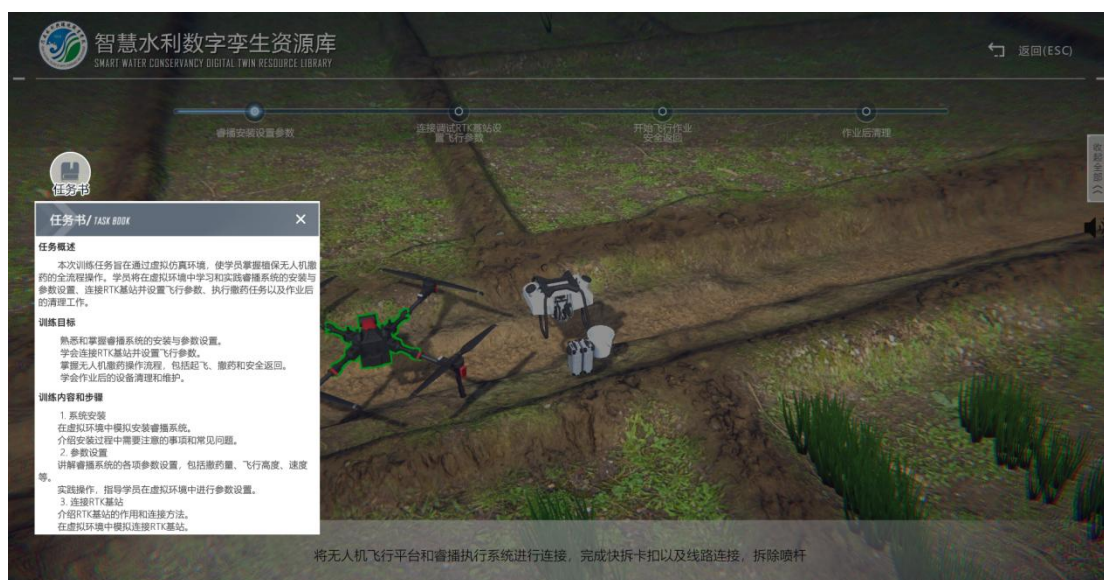 智慧水利数字孪生资源库
SMART WATER CONSERVANCY DIGITAL TWIN RESOURCE LIBRARY
返回(ESC)
睿播安装设置参数
连接调试RTK基站设
置飞行参数
开始飞行作业
安全返回
作业后清理
收起全部
任务书
任务书/ TASK BOOK
任务概述
本次训练任务旨在通过虚拟仿真环境，使学员掌握植保无人机撒
药的全流程操作。学员将在虚拟环境中学习和实践睿播系统的安装与
参数设置、连接RTK基站并设置飞行参数、执行撒药任务以及作业后
的清理工作。
训练目标
熟悉和掌握睿播系统的安装与参数设置。
学会连接RTK基站并设置飞行参数。
掌握无人机撒药操作流程，包括起飞、撒药和安全返回。
学会作业后的设备清理和维护。
训练内容和步骤
1. 系统安装
在虚拟环境中模拟安装睿播系统。
介绍安装过程中需要注意的事项和常见问题。
2. 参数设置
讲解睿播系统的各项参数设置，包括撒药量、飞行高度、速度
等。
实践操作，指导学员在虚拟环境中进行参数设置。
3. 连接RTK基站
介绍RTK基站的作用和连接方法。
在虚拟环境中模拟连接RTK基站。
将无人机飞行平台和睿播执行系统进行连接，完成快拆卡扣以及线路连接，拆除喷杆